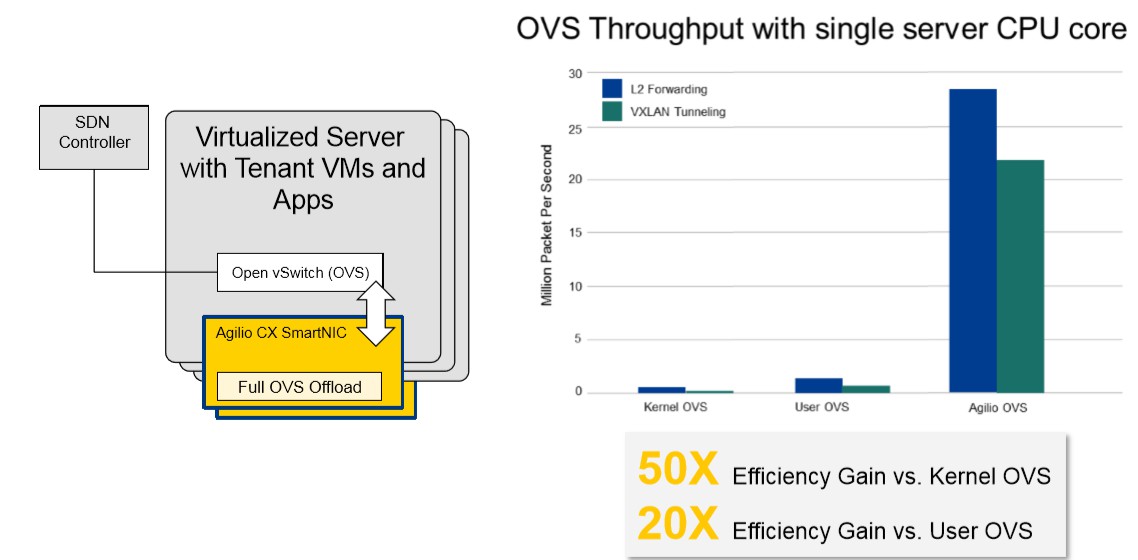 OVS Throughput with single server CPU core
SDN
Controller
Virtualized Server
with Tenant VMs and
Apps
Open vSwitch (OVS)
Agilio CX SmartNIC
Full OVS Offload
L2 Forwarding
VXLAN Tunneling
Million Packet Per Second
30
25
20
15
10
5
0
Kernel OVS
User OVS
Agilio OVS
50X Efficiency Gain vs. Kernel OVS
20X Efficiency Gain vs. User OVS